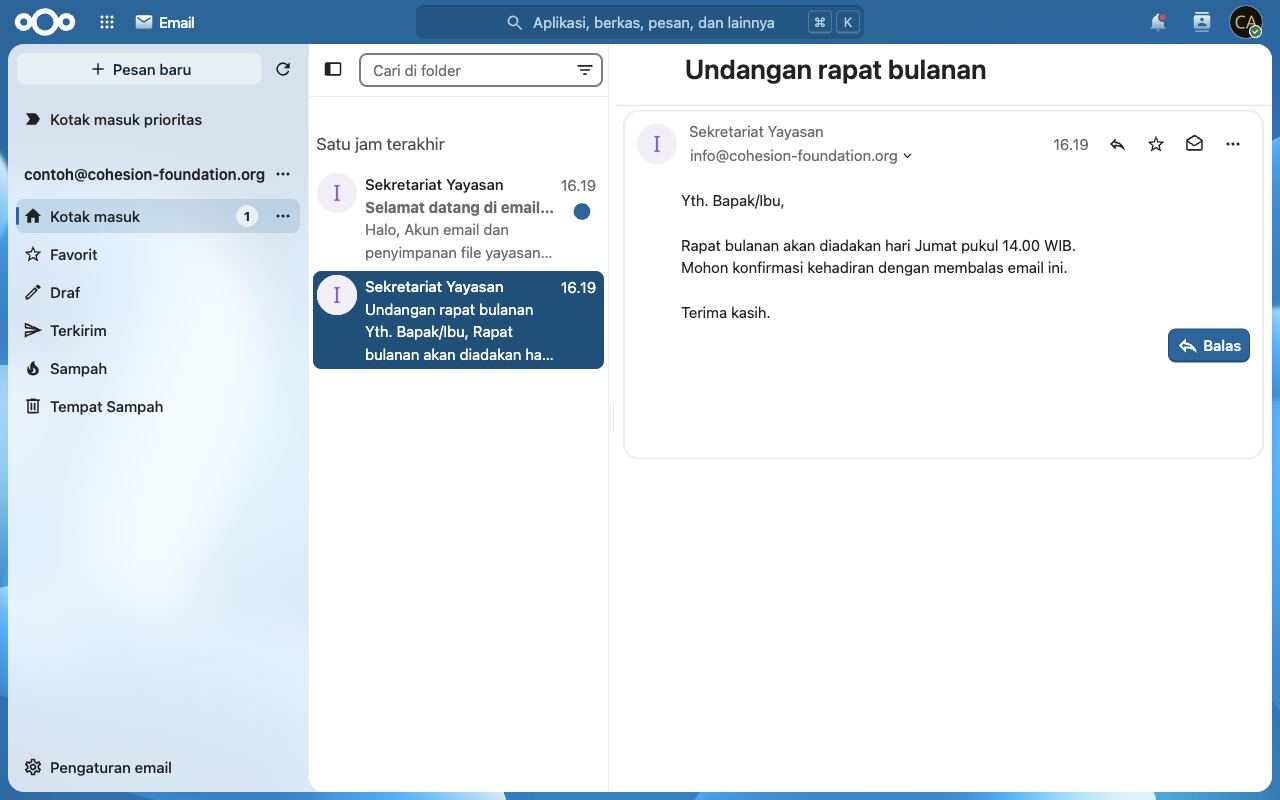 Email
Aplikasi, berkas, pesan, dan lainnya
⌘ K
CA
+ Pesan baru
Kotak masuk prioritas
contoh@cohesion-foundation.org
Kotak masuk 1
Favorit
Draf
Terkirim
Sampah
Tempat Sampah
Pengaturan email
Cari di folder
Satu jam terakhir
I
Sekretariat Yayasan 16.19
Selamat datang di email...
Halo, Akun email dan
penyimpanan file yayasan...
I
Sekretariat Yayasan 16.19
Undangan rapat bulanan
Yth. Bapak/Ibu, Rapat
bulanan akan diadakan ha...
Undangan rapat bulanan
I
Sekretariat Yayasan
info@cohesion-foundation.org
16.19
Yth. Bapak/Ibu,
Rapat bulanan akan diadakan hari Jumat pukul 14.00 WIB.
Mohon konfirmasi kehadiran dengan membalas email ini.
Terima kasih.
Balas